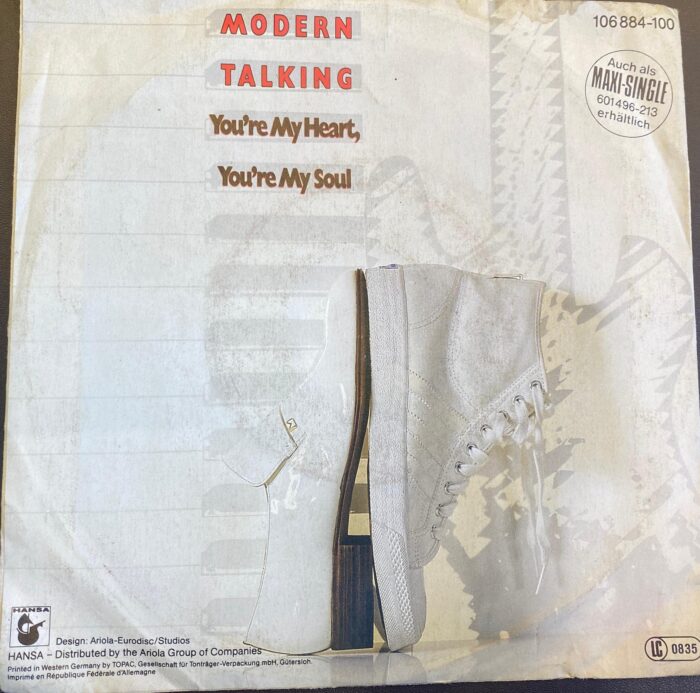 MODERN
TALKING
You're My Heart,
You're My Soul
106 884-100
Auch als
MAXI-SINGLE
601 496-213
erhältlich
HANSA
Design: Ariola-Eurodisc/Studios
HANSA – Distributed by the Ariola Group of Companies
Printed in Western Germany by TOPAC, Gesellschaft für Tonträger-Verpackung mbH, Gütersloh.
Imprimé en République Fédérale d'Allemagne
LC 0835